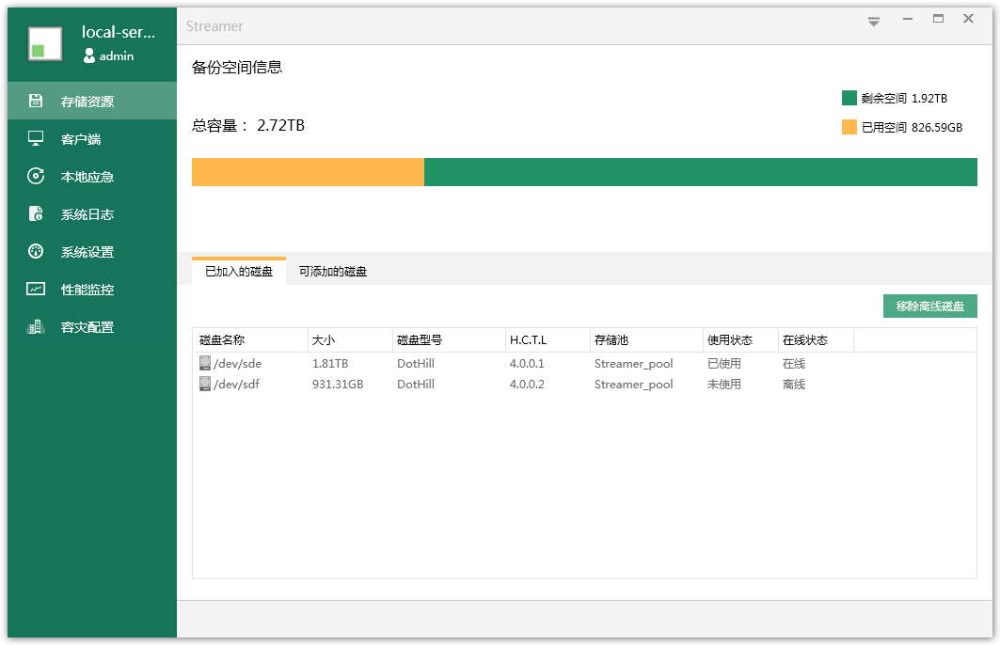 local-ser...
admin
Streamer
存储资源
客户端
本地应急
系统日志
系统设置
性能监控
容灾配置
备份空间信息
剩余空间 1.92TB
总容量： 2.72TB
已用空间 826.59GB
已加入的磁盘 可添加的磁盘
移除离线磁盘
磁盘名称 大小 磁盘型号 H.C.T.L 存储池 使用状态 在线状态
/dev/sde 1.81TB DotHill 4.0.0.1 Streamer_pool 已使用 在线
/dev/sdf 931.31GB DotHill 4.0.0.2 Streamer_pool 未使用 离线